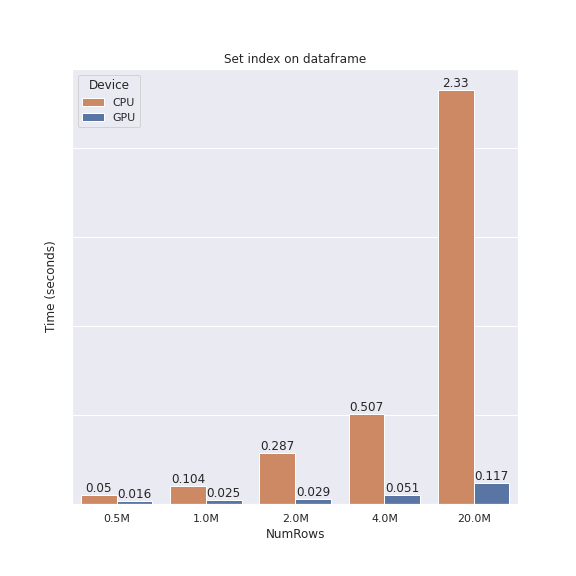 Set index on dataframe
Device
CPU
GPU
Time (seconds)
0.05
0.016
0.104
0.025
0.287
0.029
0.507
0.051
2.33
0.117
0.5M
1.0M
2.0M
4.0M
20.0M
NumRows